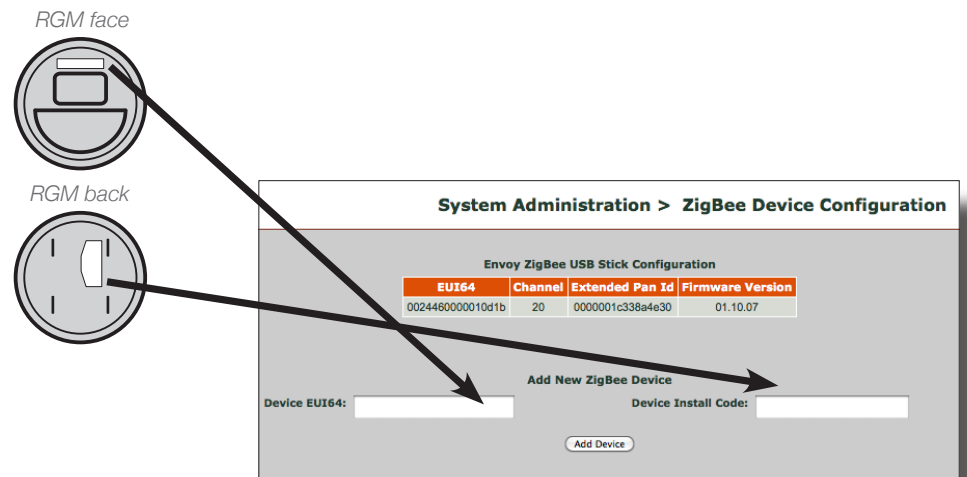 RGM face
RGM back
System Administration > ZigBee Device Configuration
Envoy ZigBee USB Stick Configuration
EUI64 Channel Extended Pan Id Firmware Version
0024460000010d1b 20 0000001c338a4e30 01.10.07
Add New ZigBee Device
Device EUI64: Device Install Code:
Add Device